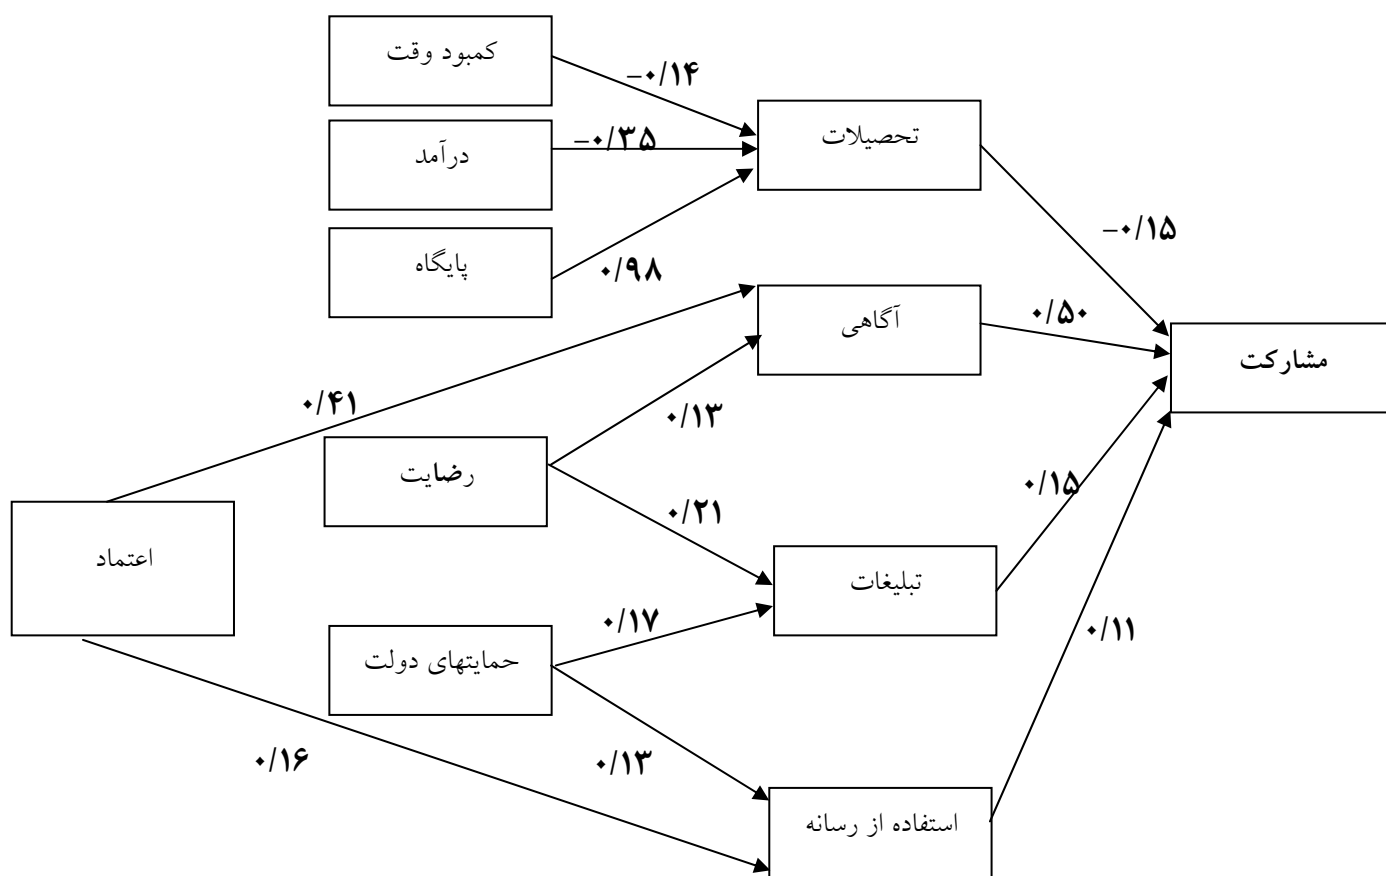 کمبود وقت
–۰/۱۴
تحصیلات
درآمد
–۰/۳۵
پایگاه
۰/۹۸
–۰/۱۵
آگاهی
۰/۵۰
مشارکت
۰/۴۱
۰/۱۳
رضایت
۰/۲۱
۰/۱۵
اعتماد
تبلیغات
۰/۱۷
۰/۱۱
حمایتهای دولت
۰/۱۶
۰/۱۳
استفاده از رسانه